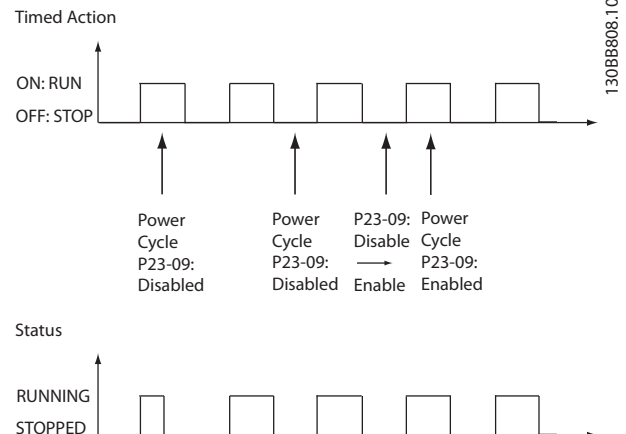 Timed Action
130BB808.10
ON: RUN
OFF: STOP
Power
Cycle
P23-09:
Disabled
Power
Cycle
P23-09:
Disabled
P23-09:
Disable
Enable
Power
Cycle
P23-09:
Enabled
Status
RUNNING
STOPPED